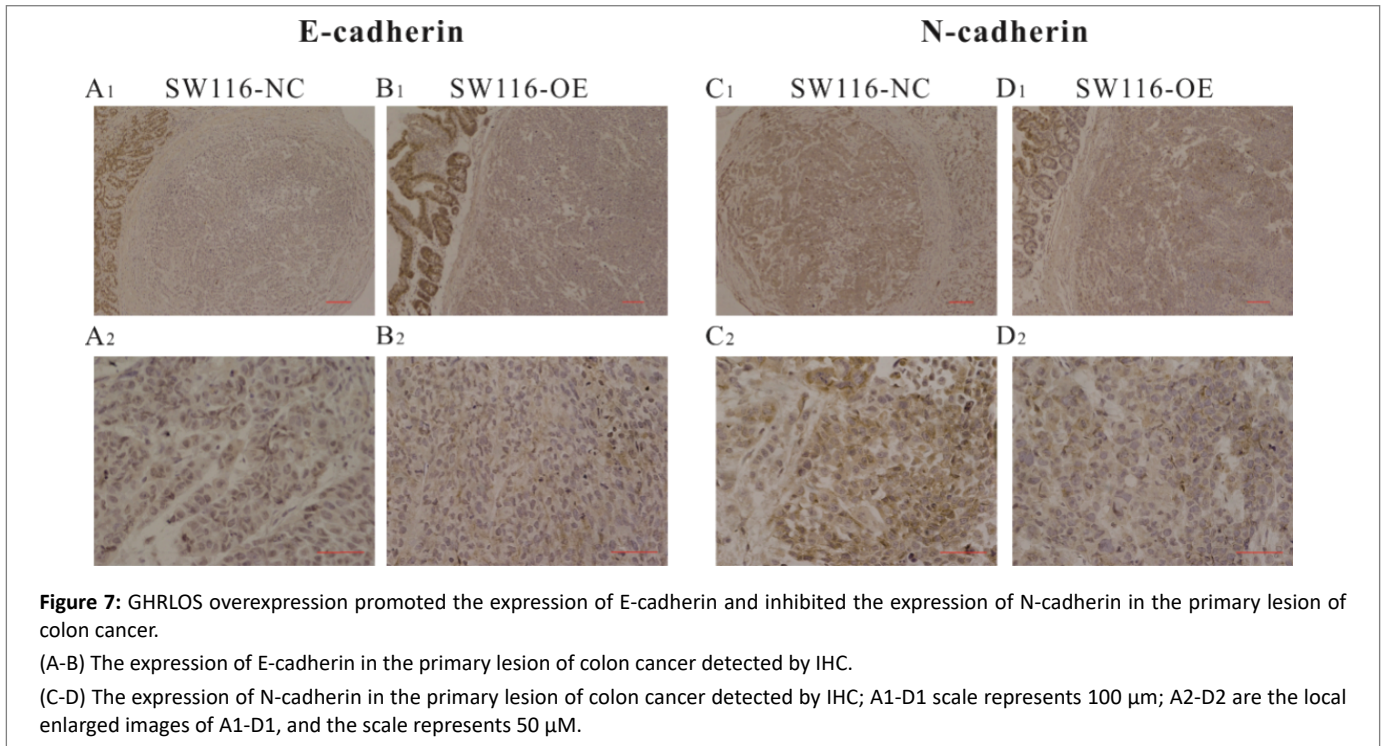 E-cadherin
N-cadherin
A1 SW116-NC B1 SW116-OE C1 SW116-NC D1 SW116-OE
A2 B2 C2 D2
Figure 7: GHRLOS overexpression promoted the expression of E-cadherin and inhibited the expression of N-cadherin in the primary lesion of
colon cancer.
(A-B) The expression of E-cadherin in the primary lesion of colon cancer detected by IHC.
(C-D) The expression of N-cadherin in the primary lesion of colon cancer detected by IHC; A1-D1 scale represents 100 μm; A2-D2 are the local
enlarged images of A1-D1, and the scale represents 50 μM.